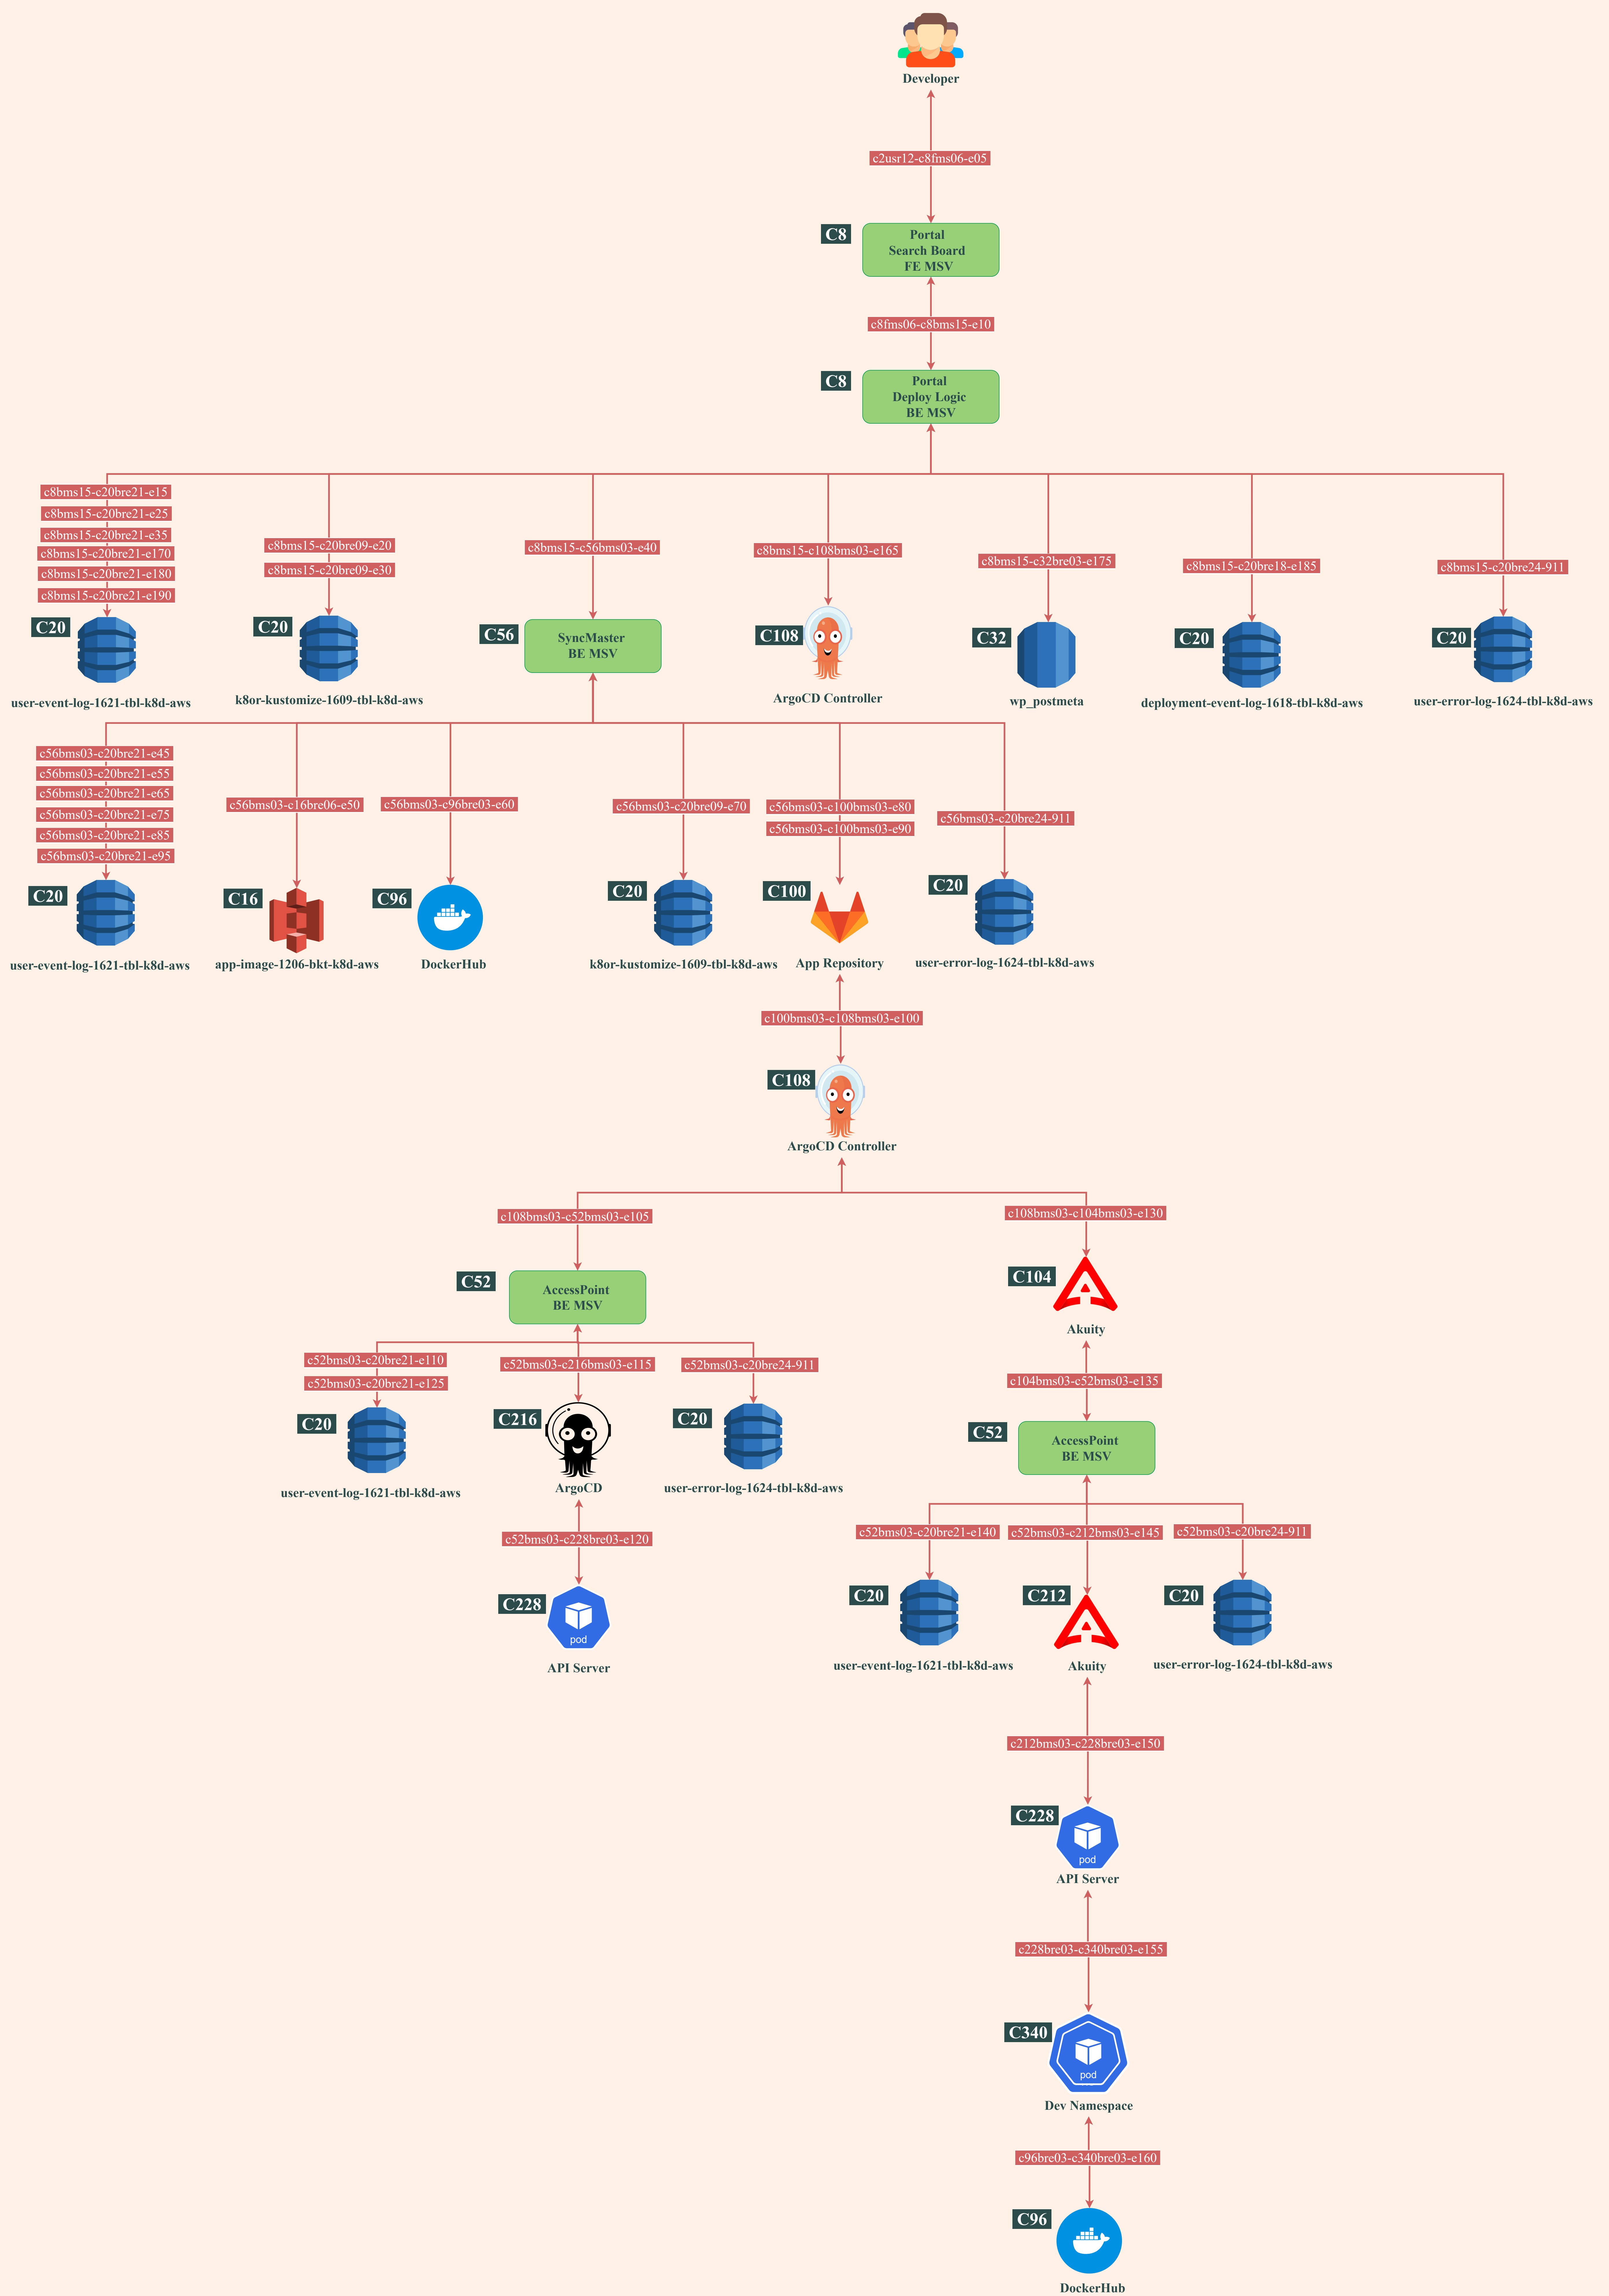 Developer
c2usr12-c8fms06-e05
C8
Portal
Search Board
FE MSV
c8fms06-c8bms15-e10
C8
Portal
Deploy Logic
BE MSV
c8bms15-c20bre21-e15
c8bms15-c20bre21-e25
c8bms15-c20bre21-e35
c8bms15-c20bre21-e170
c8bms15-c20bre21-e180
c8bms15-c20bre21-e190
c8bms15-c20bre09-e20
c8bms15-c20bre09-e30
c8bms15-c56bms03-e40
c8bms15-c108bms03-e165
c8bms15-c32bre03-e175
c8bms15-c20bre18-e185
c8bms15-c20bre24-911
C20
user-event-log-1621-tbl-k8d-aws
C20
k8or-kustomize-1609-tbl-k8d-aws
C56
SyncMaster
BE MSV
C108
ArgoCD Controller
C32
wp_postmeta
C20
deployment-event-log-1618-tbl-k8d-aws
C20
user-error-log-1624-tbl-k8d-aws
c56bms03-c20bre21-e45
c56bms03-c20bre21-e55
c56bms03-c20bre21-e65
c56bms03-c20bre21-e75
c56bms03-c20bre21-e85
c56bms03-c20bre21-e95
c56bms03-c16bre06-e50
c56bms03-c96bre03-e60
c56bms03-c20bre09-e70
c56bms03-c100bms03-e80
c56bms03-c100bms03-e90
c56bms03-c20bre24-911
C20
user-event-log-1621-tbl-k8d-aws
C16
app-image-1206-bkt-k8d-aws
C96
DockerHub
C20
k8or-kustomize-1609-tbl-k8d-aws
C100
App Repository
C20
user-error-log-1624-tbl-k8d-aws
c100bms03-c108bms03-e100
C108
ArgoCD Controller
c108bms03-c52bms03-e105
c108bms03-c104bms03-e130
C52
AccessPoint
BE MSV
C104
Akuity
c52bms03-c20bre21-e110
c52bms03-c20bre21-e125
c52bms03-c216bms03-e115
c52bms03-c20bre24-911
c104bms03-c52bms03-e135
C20
user-event-log-1621-tbl-k8d-aws
C216
ArgoCD
C20
user-error-log-1624-tbl-k8d-aws
C52
AccessPoint
BE MSV
c52bms03-c228bre03-e120
c52bms03-c20bre21-e140
c52bms03-c212bms03-e145
c52bms03-c20bre24-911
C228
pod
API Server
C20
user-event-log-1621-tbl-k8d-aws
C212
Akuity
C20
user-error-log-1624-tbl-k8d-aws
c212bms03-c228bre03-e150
C228
pod
API Server
c228bre03-c340bre03-e155
C340
pod
Dev Namespace
c96bre03-c340bre03-e160
C96
DockerHub